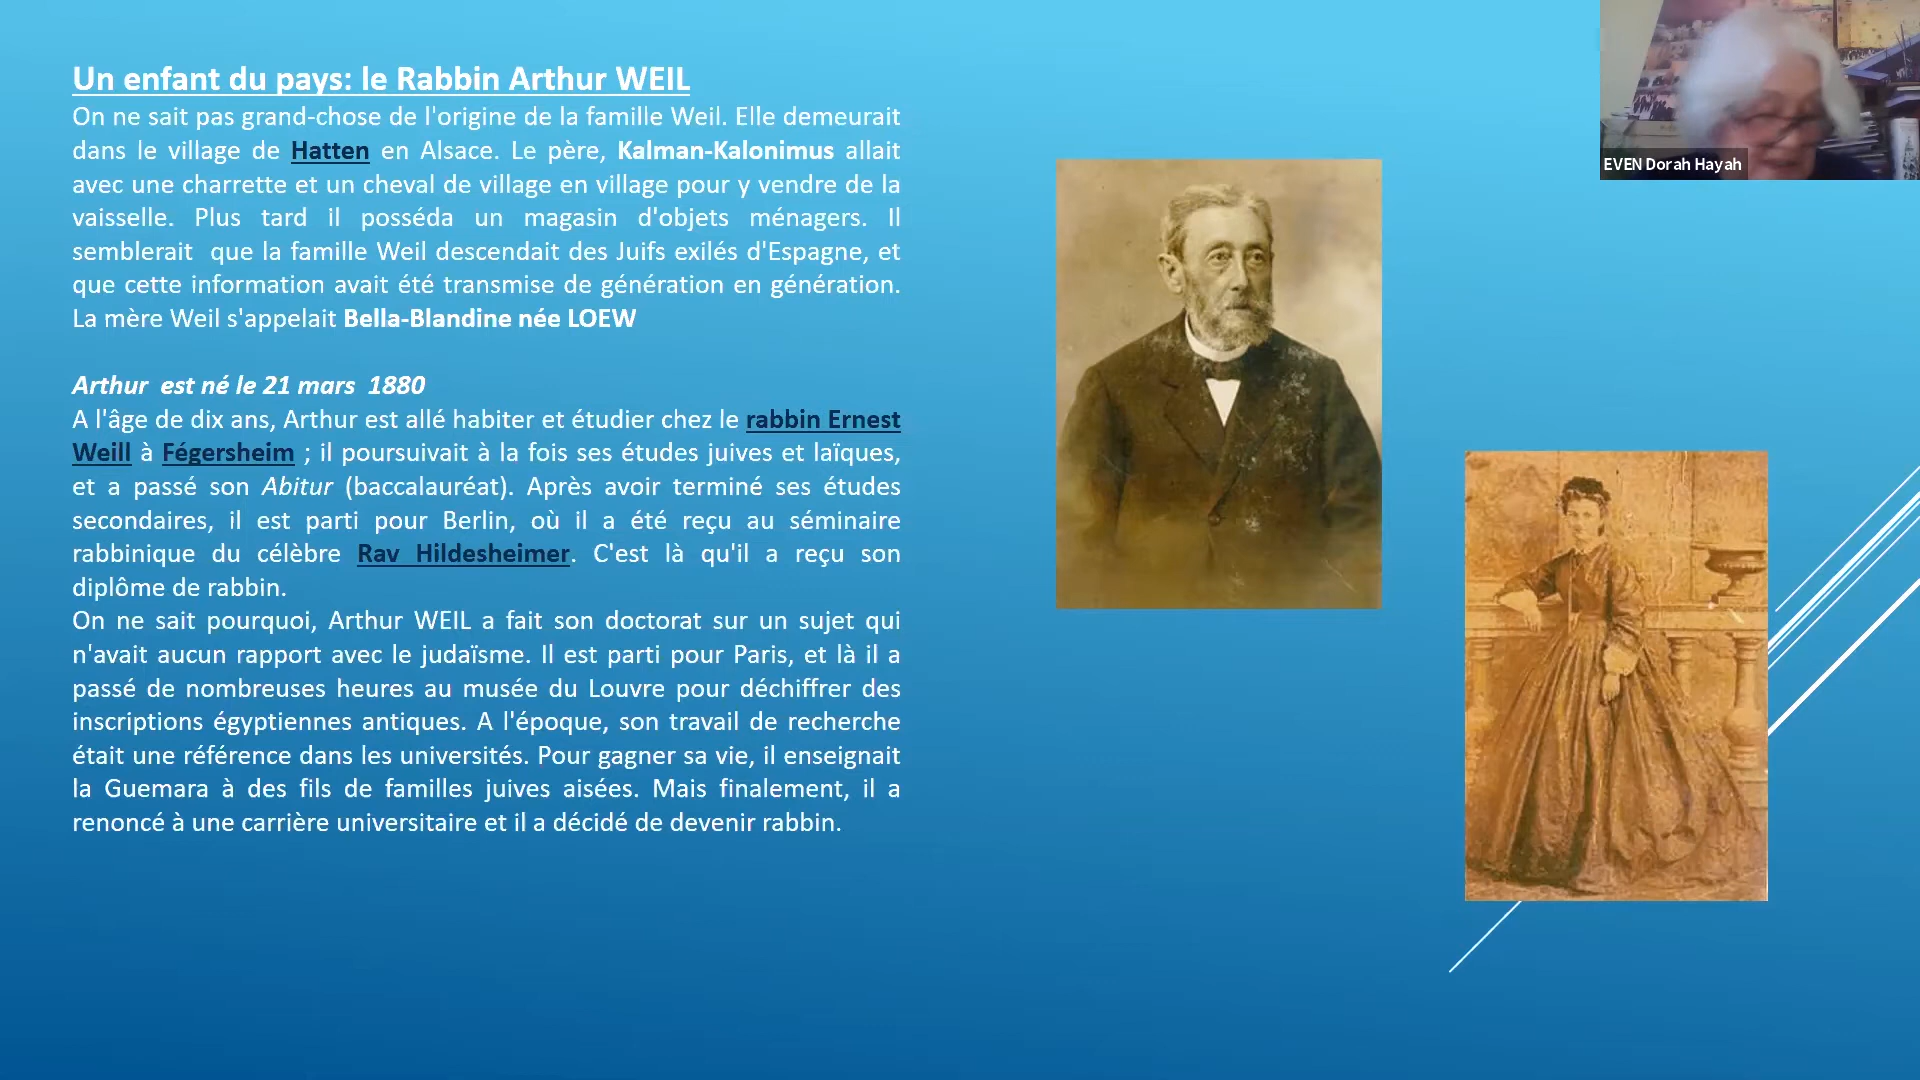 Un enfant du pays: le Rabbin Arthur WEIL
On ne sait pas grand-chose de l'origine de la famille Weil. Elle demeurait
dans le village de Hatten en Alsace. Le père, Kalman-Kalonimus allait
avec une charrette et un cheval de village en village pour y vendre de la
vaisselle. Plus tard il posséda un magasin d'objets ménagers. Il
semblerait que la famille Weil descendait des Juifs exilés d'Espagne, et
que cette information avait été transmise de génération en génération.
La mère Weil s'appelait Bella-Blandine née LOEW
Arthur est né le 21 mars 1880
A l'âge de dix ans, Arthur est allé habiter et étudier chez le rabbin Ernest
Weill à Fégersheim ; il poursuivait à la fois ses études juives et laïques,
et a passé son Abitur (baccalauréat). Après avoir terminé ses études
secondaires, il est parti pour Berlin, où il a été reçu au séminaire
rabbinique du célèbre Rav Hildesheimer. C'est là qu'il a reçu son
diplôme de rabbin.
On ne sait pourquoi, Arthur WEIL a fait son doctorat sur un sujet qui
n'avait aucun rapport avec le judaïsme. Il est parti pour Paris, et là il a
passé de nombreuses heures au musée du Louvre pour déchiffrer des
inscriptions égyptiennes antiques. A l'époque, son travail de recherche
était une référence dans les universités. Pour gagner sa vie, il enseignait
la Guemara à des fils de familles juives aisées. Mais finalement, il a
renoncé à une carrière universitaire et il a décidé de devenir rabbin.
EVEN Dorah Hayah